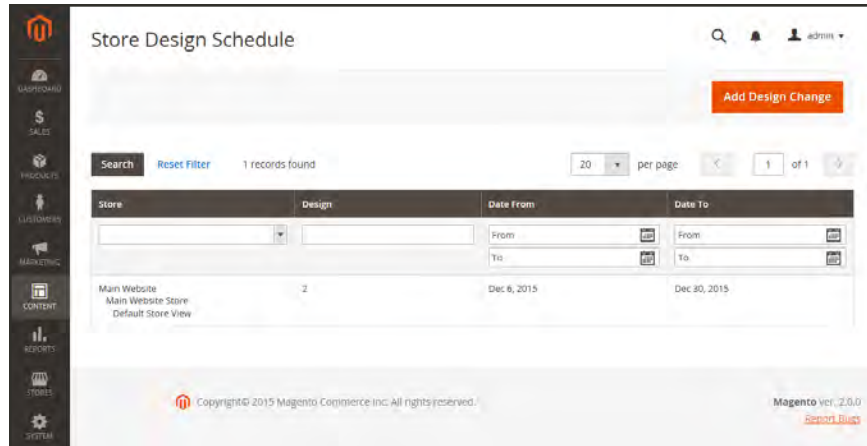 Store Design Schedule
admin
DASHBOARD
SALES
PRODUCTS
CUSTOMERS
MARKETING
CONTENT
REPORTS
STORES
SYSTEM
Add Design Change
Search Reset Filter 1 records found 20 per page 1 of 1
Store Design Date From Date To
From From
To To
Main Website 2 Dec 6, 2015 Dec 30, 2015
Main Website Store
Default Store View
Copyright© 2015 Magento Commerce Inc. All rights reserved.
Magento ver. 2.0.0
Report Bugs